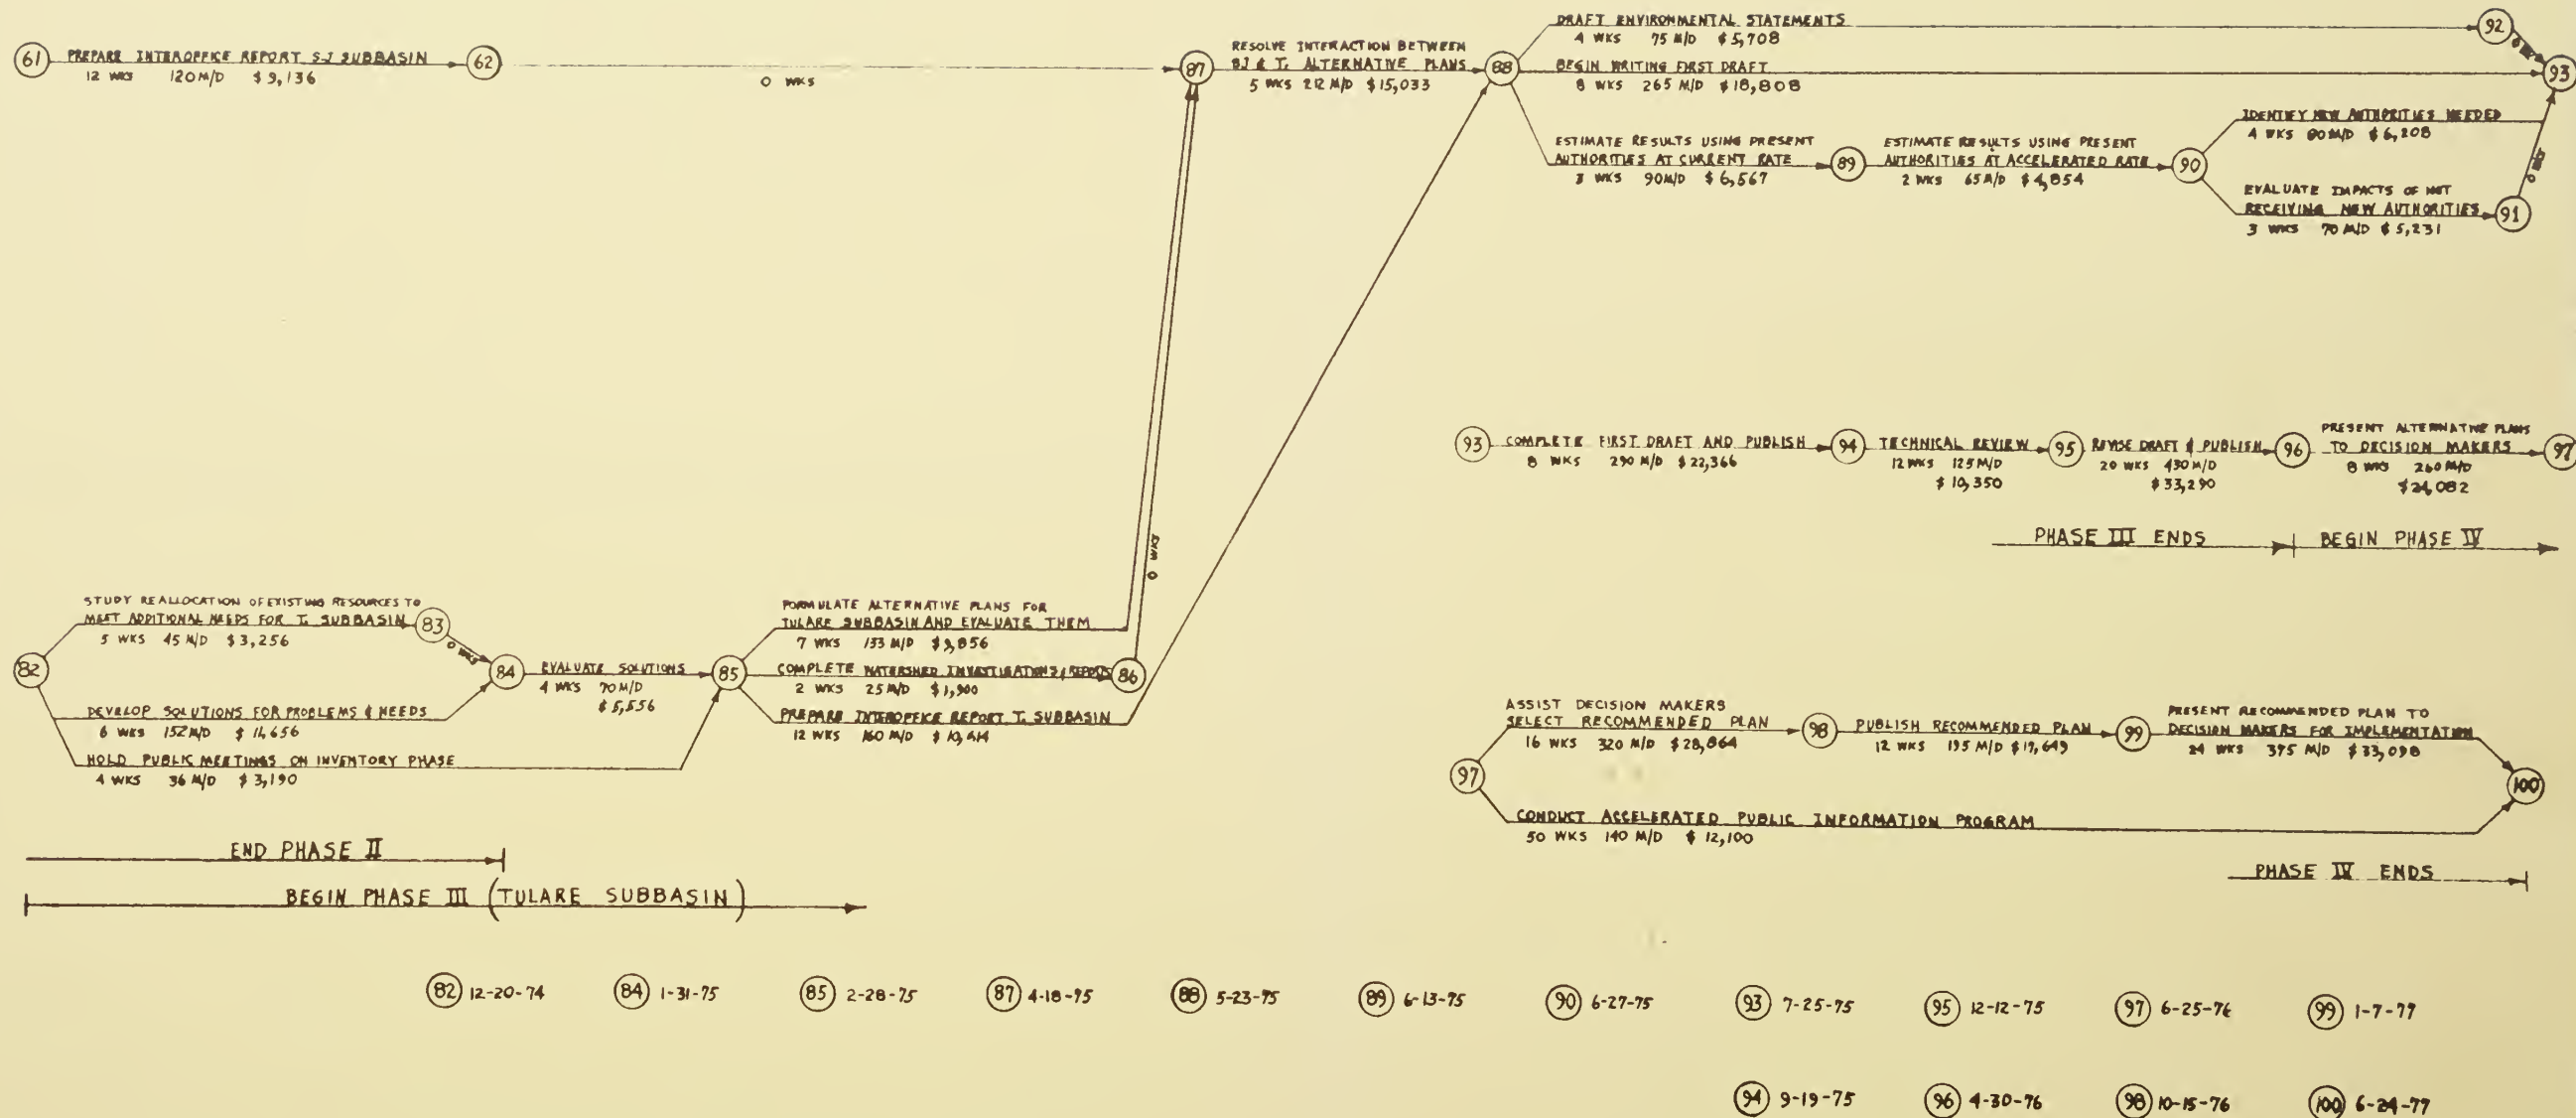 61 PREPARE INTEROFFICE REPORT SJ SUBBASIN 62
12 WKS 120 M/D $ 9,136
0 WKS
87 RESOLVE INTERACTION BETWEEN
SJ & T. ALTERNATIVE PLANS 88
5 WKS 212 M/D $15,033
DRAFT ENVIRONMENTAL STATEMENTS 92
4 WKS 75 M/D $5,708
0 WKS
BEGIN WRITING FIRST DRAFT 93
8 WKS 265 M/D $18,808
ESTIMATE RESULTS USING PRESENT
AUTHORITIES AT CURRENT RATE 89
3 WKS 90M/D $6,567
ESTIMATE RESULTS USING PRESENT
AUTHORITIES AT ACCELERATED RATE 90
2 WKS 65M/D $4,854
IDENTIFY NEW AUTHORITIES NEEDED
4 WKS 80M/D $6,208
EVALUATE IMPACTS OF NOT
RECEIVING NEW AUTHORITIES 91
3 WKS 70 M/D $5,231
0 WKS
93 COMPLETE FIRST DRAFT AND PUBLISH 94
8 WKS 290 M/D $22,366
TECHNICAL REVIEW 95
12 WKS 125M/D
$10,350
REVISE DRAFT & PUBLISH 96
20 WKS 430M/D
$33,290
PRESENT ALTERNATIVE PLANS
TO DECISION MAKERS 97
8 WKS 260 M/D
$24,082
PHASE III ENDS BEGIN PHASE IV
82 STUDY REALLOCATION OF EXISTING RESOURCES TO
MEET ADDITIONAL NEEDS FOR T. SUBBASIN 83
5 WKS 45 M/D $3,256
0 WKS
DEVELOP SOLUTIONS FOR PROBLEMS & NEEDS
6 WKS 152M/D
HOLD PUBLIC MEETINGS ON INVENTORY PHASE
4 WKS 36 M/D $3,190
84 EVALUATE SOLUTIONS 85
4 WKS 70M/D
$5,556
FORMULATE ALTERNATIVE PLANS FOR
TULARE SUBBASIN AND EVALUATE THEM
7 WKS 133 M/D $9,856
COMPLETE WATERSHED INVESTIGATIONS & REPORTS 86
2 WKS 25M/D $1,900
PREPARE INTEROFFICE REPORT T. SUBBASIN
12 WKS 160 M/D
0 WKS
97 ASSIST DECISION MAKERS
SELECT RECOMMENDED PLAN 98
16 WKS 320 M/D $28,864
PUBLISH RECOMMENDED PLAN 99
12 WKS 195 M/D $17,649
PRESENT RECOMMENDED PLAN TO
DECISION MAKERS FOR IMPLEMENTATION 100
24 WKS 375 M/D $33,098
CONDUCT ACCELERATED PUBLIC INFORMATION PROGRAM
50 WKS 140 M/D $12,100
PHASE IV ENDS
END PHASE II
BEGIN PHASE III (TULARE SUBBASIN)
82 12-20-74 84 1-31-75 85 2-28-75 87 4-18-75 88 5-23-75 89 6-13-75 90 6-27-75 93 7-25-75 95 12-12-75 97 6-25-76 99 1-7-77
94 9-19-75 96 4-30-76 98 10-15-76 100 6-24-77